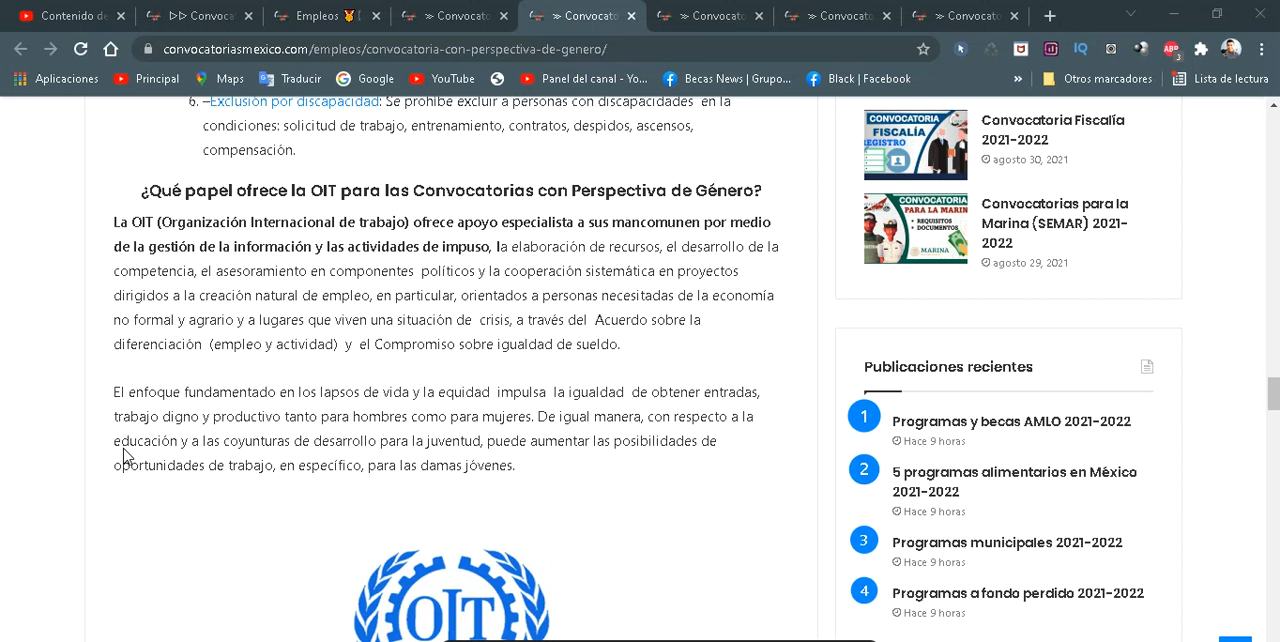 Contenido de
▷▷ Convoca
Empleos
≫ Convocato
≫ Convocato
≫ Convocato
≫ Convocato
≫ Convocato
convocatoriasmexico.com/empleos/convocatoria-con-perspectiva-de-genero/
IQ
ABP
3
Aplicaciones
Principal
Maps
Traducir
Google
YouTube
Panel del canal - Yo...
Becas News | Grupo...
Black | Facebook
»
Otros marcadores
Lista de lectura
6. –Exclusión por discapacidad: Se prohíbe excluir a personas con discapacidades en la
condiciones: solicitud de trabajo, entrenamiento, contratos, despidos, ascensos,
compensación.
¿Qué papel ofrece la OIT para las Convocatorias con Perspectiva de Género?
La OIT (Organización Internacional de trabajo) ofrece apoyo especialista a sus mancomunen por medio
de la gestión de la información y las actividades de impuso, la elaboración de recursos, el desarrollo de la
competencia, el asesoramiento en componentes políticos y la cooperación sistemática en proyectos
dirigidos a la creación natural de empleo, en particular, orientados a personas necesitadas de la economía
no formal y agrario y a lugares que viven una situación de crisis, a través del Acuerdo sobre la
diferenciación (empleo y actividad) y el Compromiso sobre igualdad de sueldo.
El enfoque fundamentado en los lapsos de vida y la equidad impulsa la igualdad de obtener entradas,
trabajo digno y productivo tanto para hombres como para mujeres. De igual manera, con respecto a la
educación y a las coyunturas de desarrollo para la juventud, puede aumentar las posibilidades de
oportunidades de trabajo, en específico, para las damas jóvenes.
OIT
CONVOCATORIA
FISCALÍA
REGISTRO
Convocatoria Fiscalía
2021-2022
agosto 30, 2021
CONVOCATORIA
PARA LA MARINA
• REQUISITOS
• DOCUMENTOS
MARINA
Convocatorias para la
Marina (SEMAR) 2021-
2022
agosto 29, 2021
Publicaciones recientes
1
Programas y becas AMLO 2021-2022
Hace 9 horas
2
5 programas alimentarios en México
2021-2022
Hace 9 horas
3
Programas municipales 2021-2022
Hace 9 horas
4
Programas a fondo perdido 2021-2022
Hace 9 horas